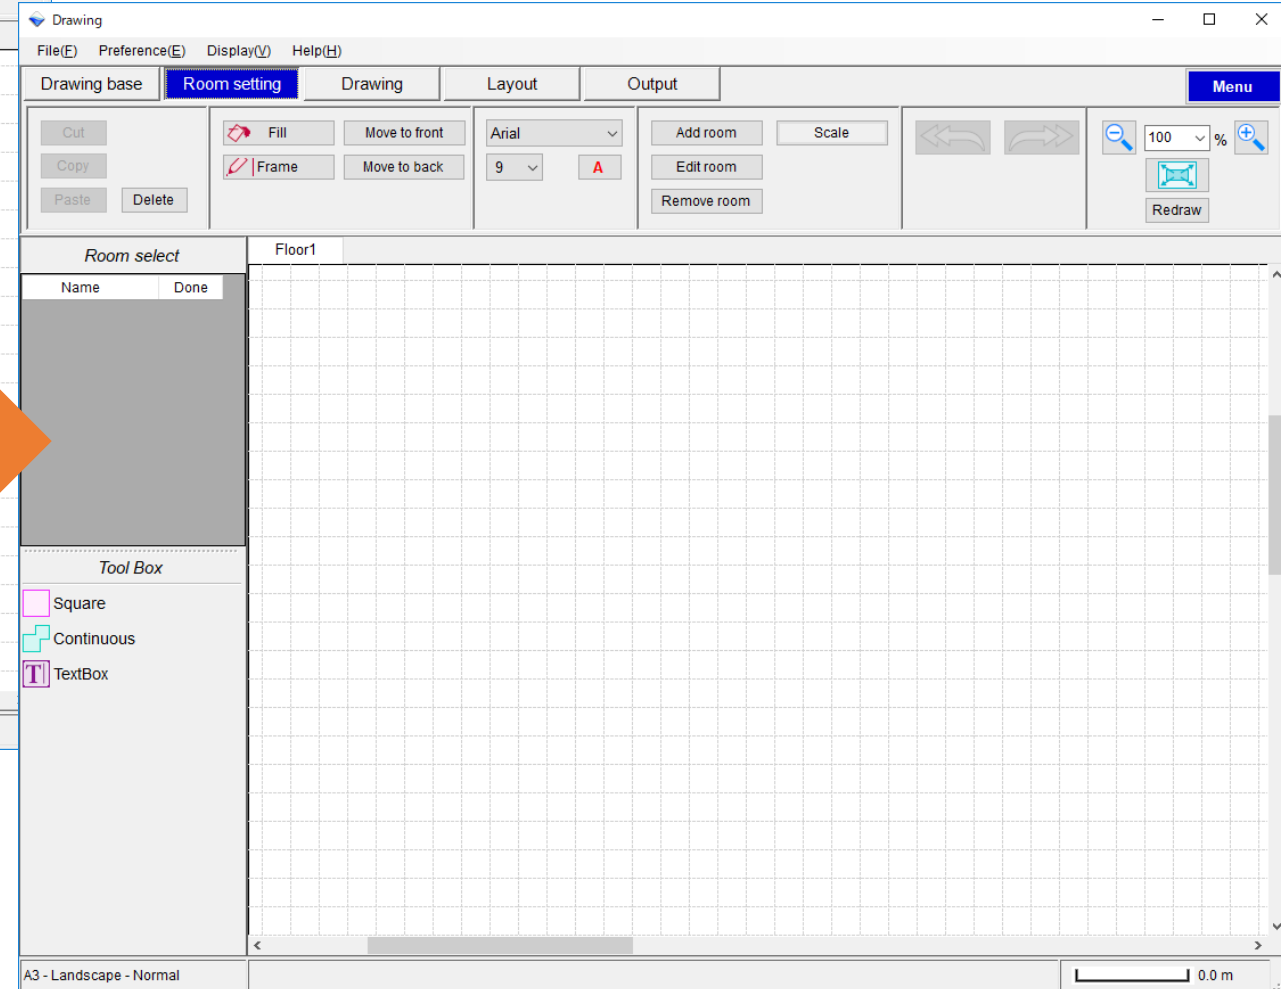 Drawing
File(F) Preference(E) Display(V) Help(H)
Drawing base Room setting Drawing Layout Output Menu
Cut Fill Move to front Arial Add room Scale 100 %
Copy Frame Move to back 9 A Edit room
Paste Delete Remove room Redraw
Room select Floor1
Name Done
Tool Box
Square
Continuous
T TextBox
A3 - Landscape - Normal 0.0 m